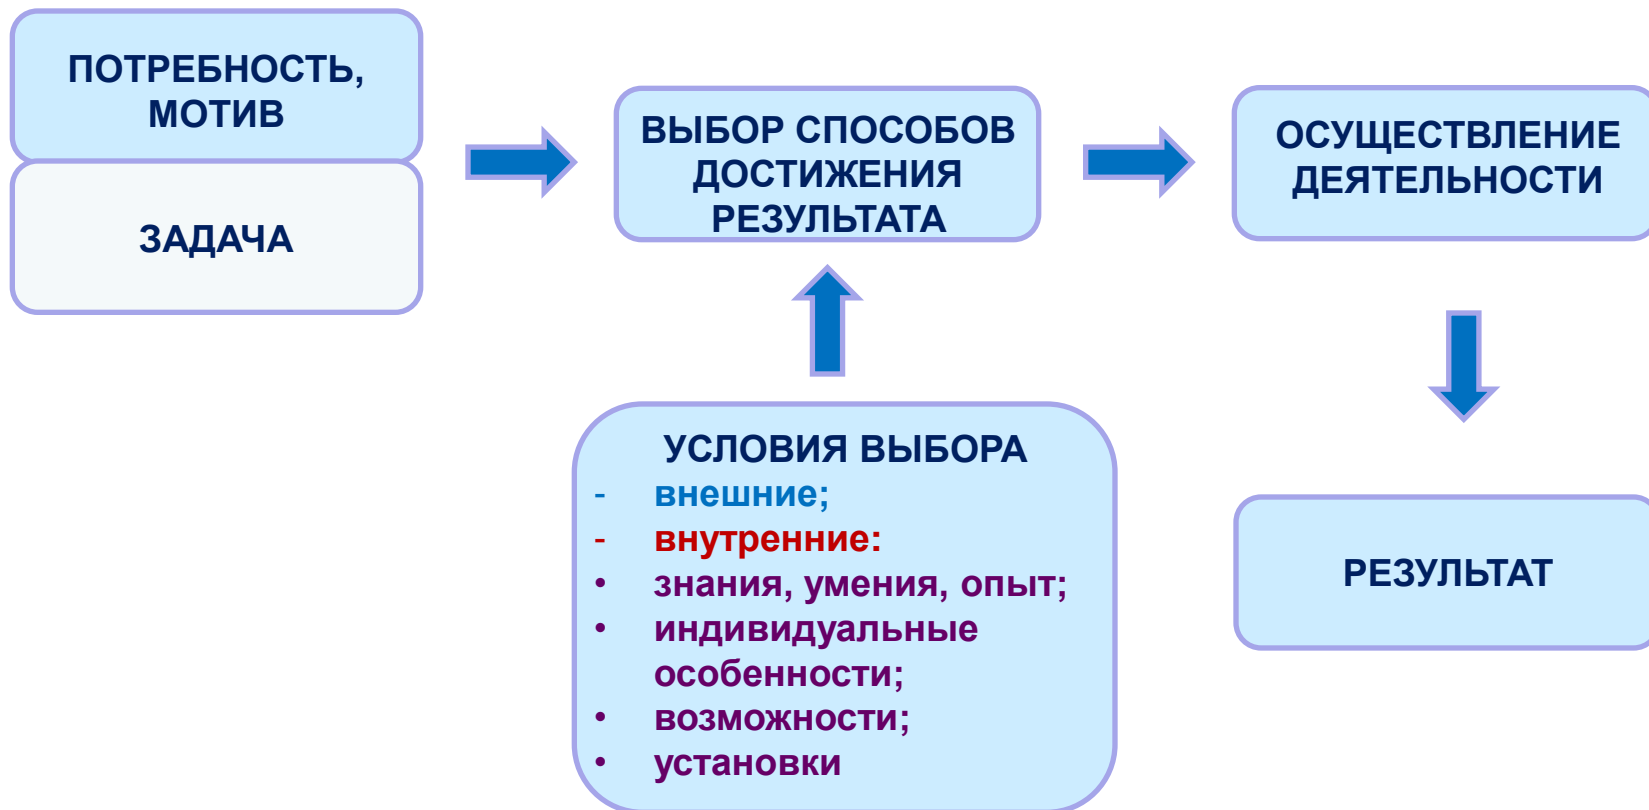 ПОТРЕБНОСТЬ,
МОТИВ
ЗАДАЧА
ВЫБОР СПОСОБОВ
ДОСТИЖЕНИЯ
РЕЗУЛЬТАТА
ОСУЩЕСТВЛЕНИЕ
ДЕЯТЕЛЬНОСТИ
УСЛОВИЯ ВЫБОРА
- внешние;
- внутренние:
• знания, умения, опыт;
• индивидуальные
особенности;
• возможности;
• установки
РЕЗУЛЬТАТ